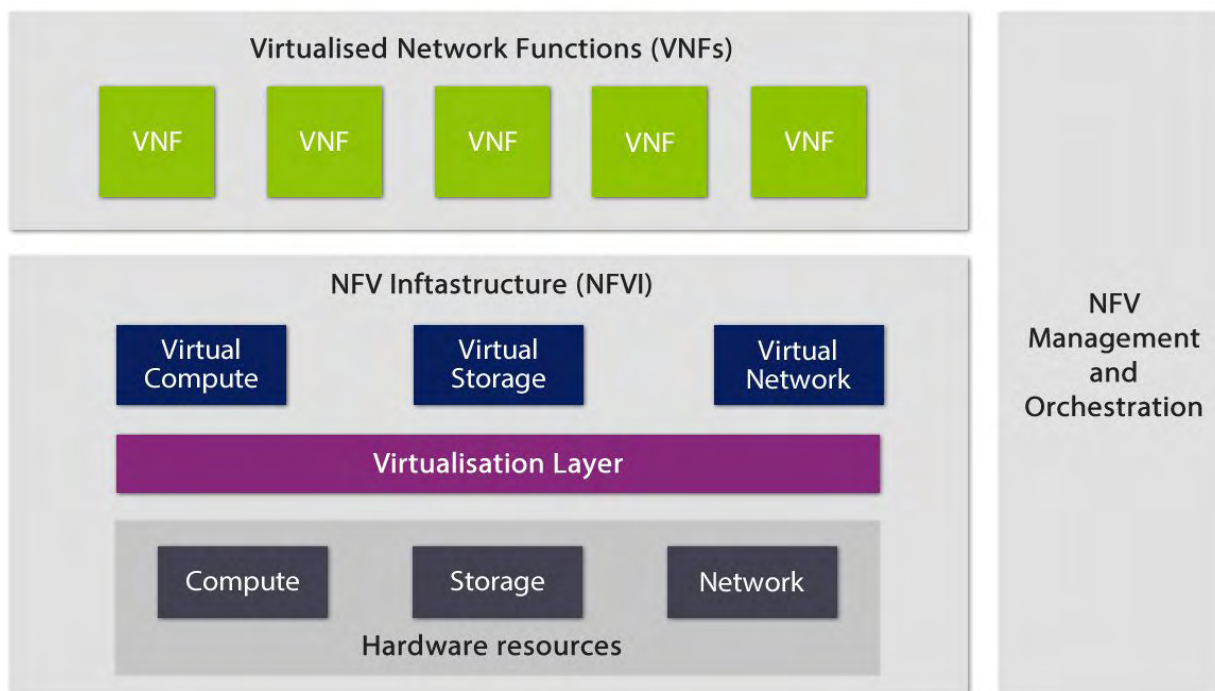 Virtualised Network Functions (VNFs)
VNF
VNF
VNF
VNF
VNF
NFV Inftastructure (NFVI)
Virtual
Compute
Virtual
Storage
Virtual
Network
Virtualisation Layer
Compute
Storage
Network
Hardware resources
NFV
Management
and
Orchestration